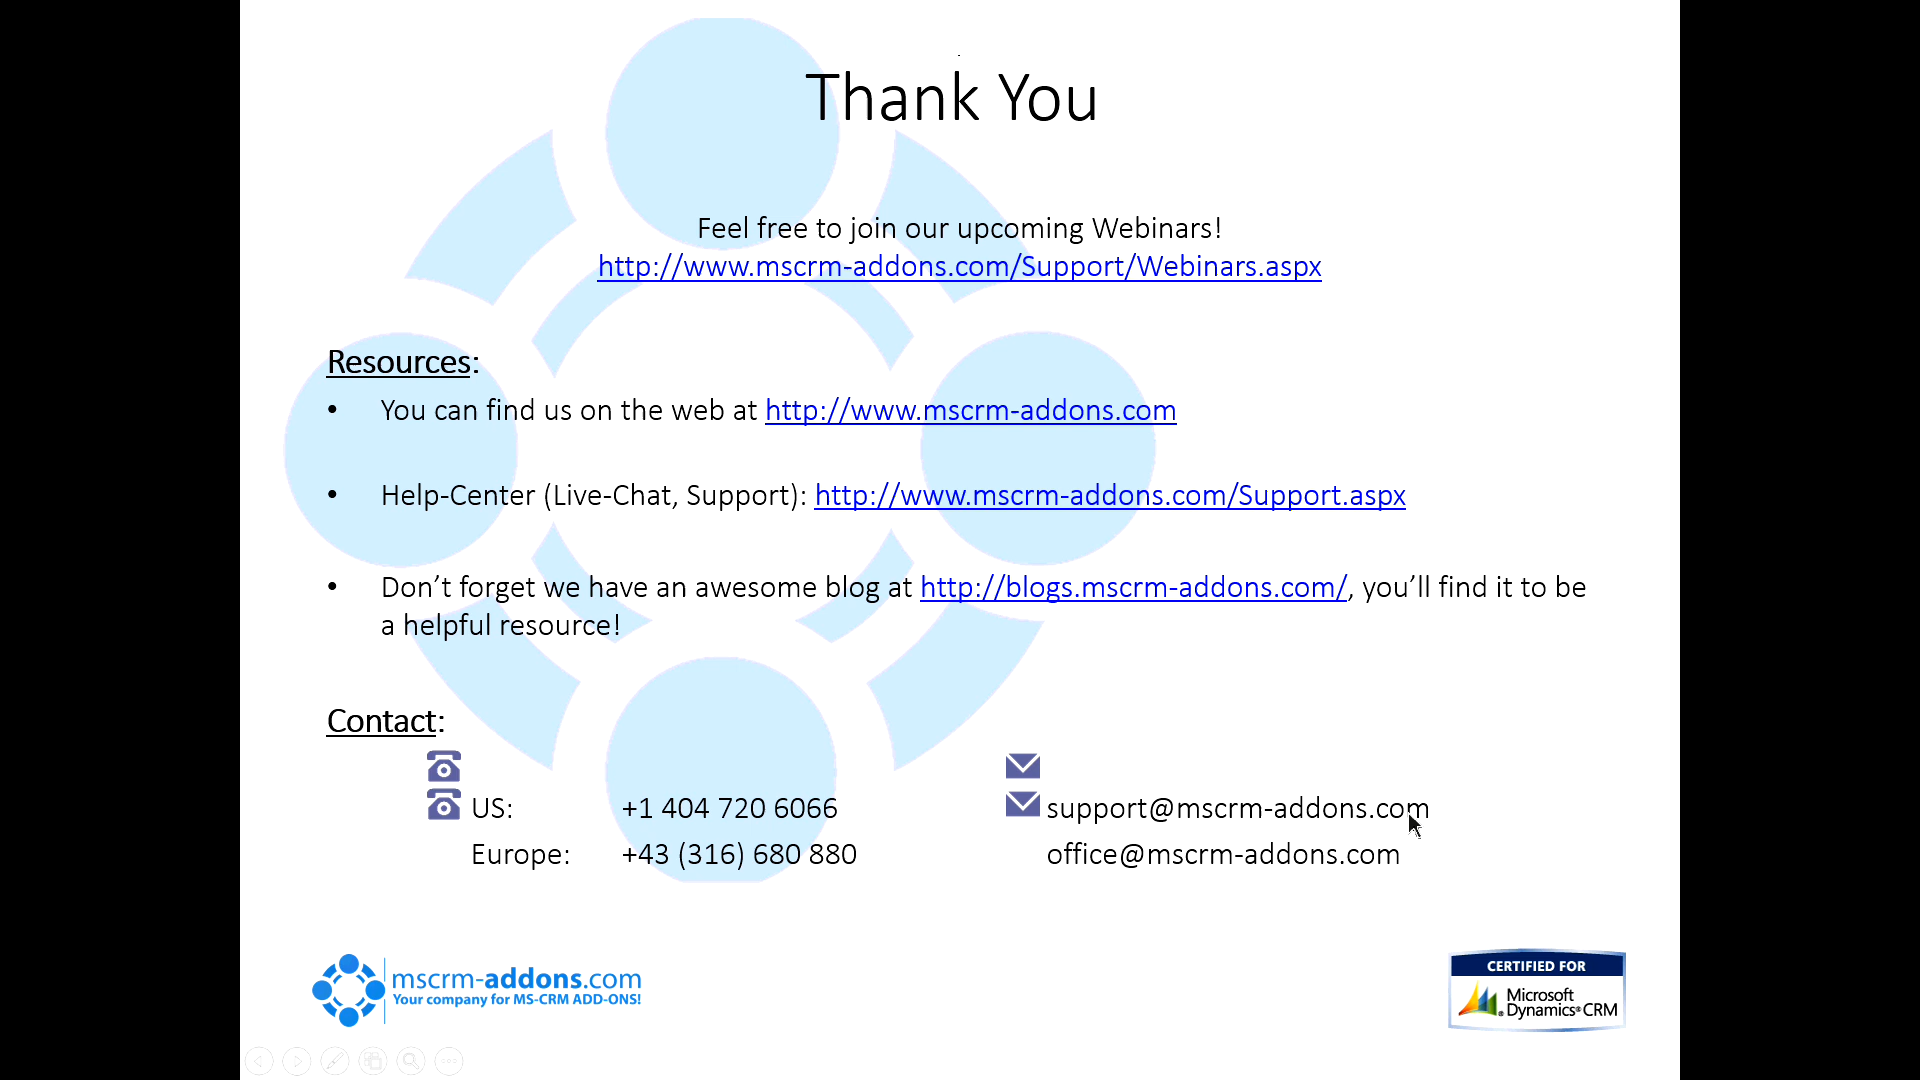 Thank You
Feel free to join our upcoming Webinars!
http://www.mscrm-addons.com/Support/Webinars.aspx
Resources:
• You can find us on the web at http://www.mscrm-addons.com
• Help-Center (Live-Chat, Support): http://www.mscrm-addons.com/Support.aspx
• Don’t forget we have an awesome blog at http://blogs.mscrm-addons.com/, you’ll find it to be
a helpful resource!
Contact:
US: +1 404 720 6066 support@mscrm-addons.com
Europe: +43 (316) 680 880 office@mscrm-addons.com
mscrm-addons.com
Your company for MS-CRM ADD-ONS!
CERTIFIED FOR
Microsoft
Dynamics® CRM